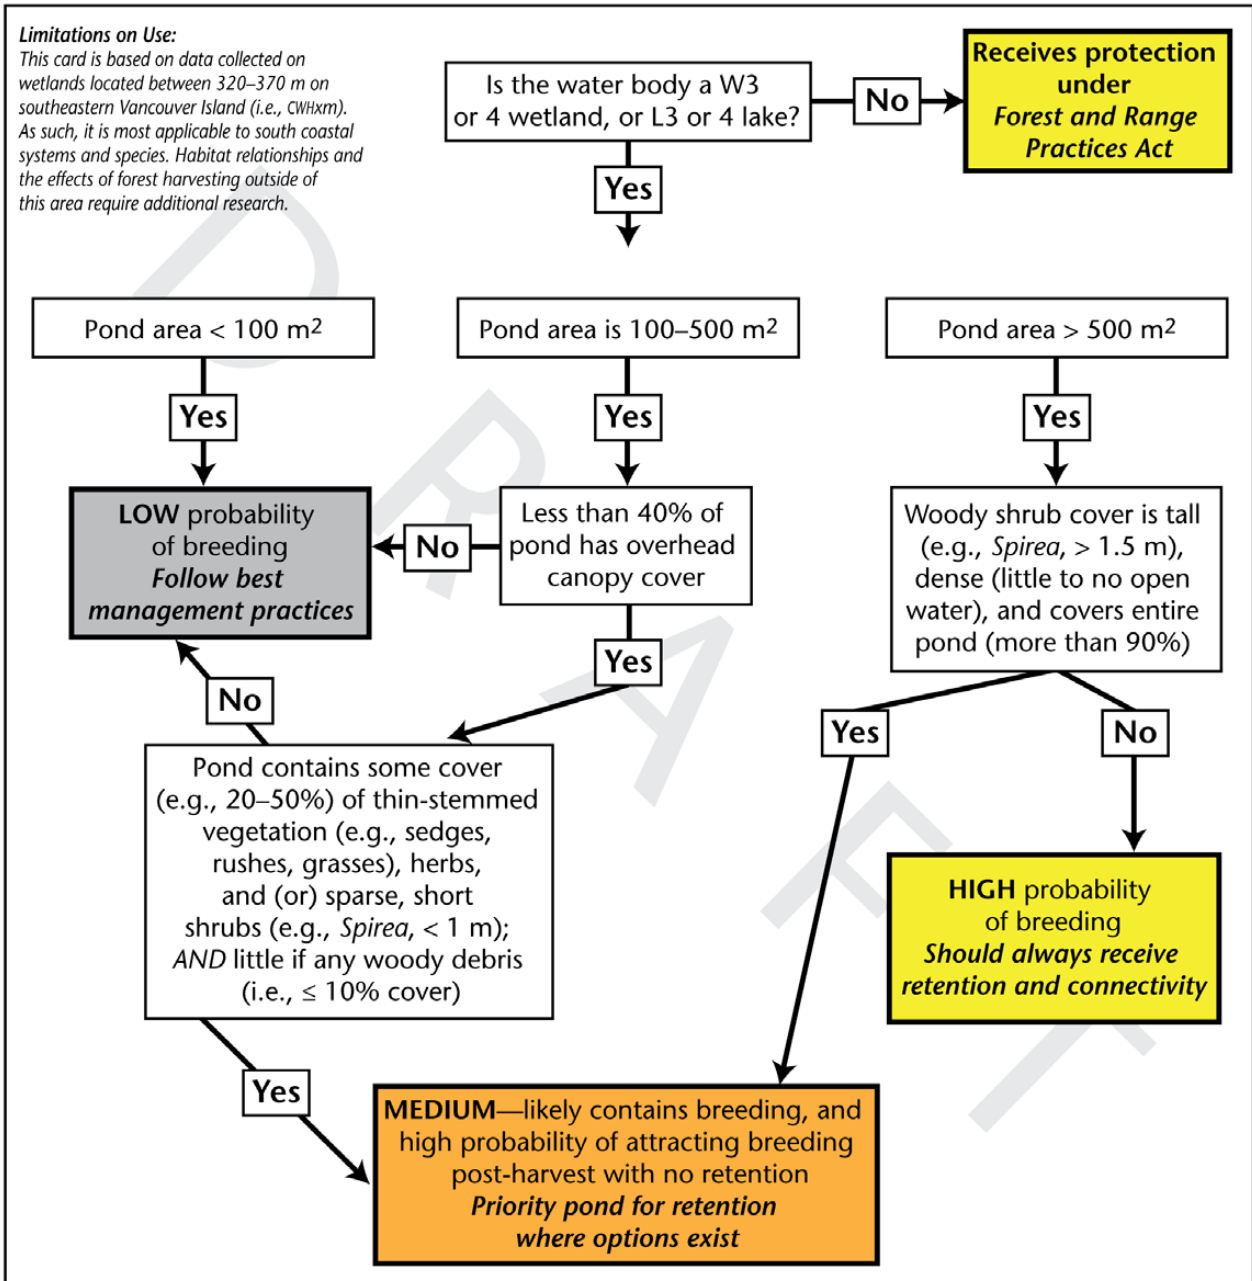 Limitations on Use:
This card is based on data collected on
wetlands located between 320–370 m on
southeastern Vancouver Island (i.e., CWHxm).
As such, it is most applicable to south coastal
systems and species. Habitat relationships and
the effects of forest harvesting outside of
this area require additional research.
Is the water body a W3
or 4 wetland, or L3 or 4 lake?
No
Receives protection
under
Forest and Range
Practices Act
Yes
Pond area < 100 m²
Pond area is 100–500 m²
Pond area > 500 m²
Yes
Yes
Yes
LOW probability
of breeding
Follow best
management practices
No
Less than 40% of
pond has overhead
canopy cover
Woody shrub cover is tall
(e.g., Spirea, > 1.5 m),
dense (little to no open
water), and covers entire
pond (more than 90%)
Yes
No
Yes
No
Pond contains some cover
(e.g., 20–50%) of thin-stemmed
vegetation (e.g., sedges,
rushes, grasses), herbs,
and (or) sparse, short
shrubs (e.g., Spirea, < 1 m);
AND little if any woody debris
(i.e., ≤ 10% cover)
HIGH probability
of breeding
Should always receive
retention and connectivity
Yes
MEDIUM—likely contains breeding, and
high probability of attracting breeding
post-harvest with no retention
Priority pond for retention
where options exist
DRAFT